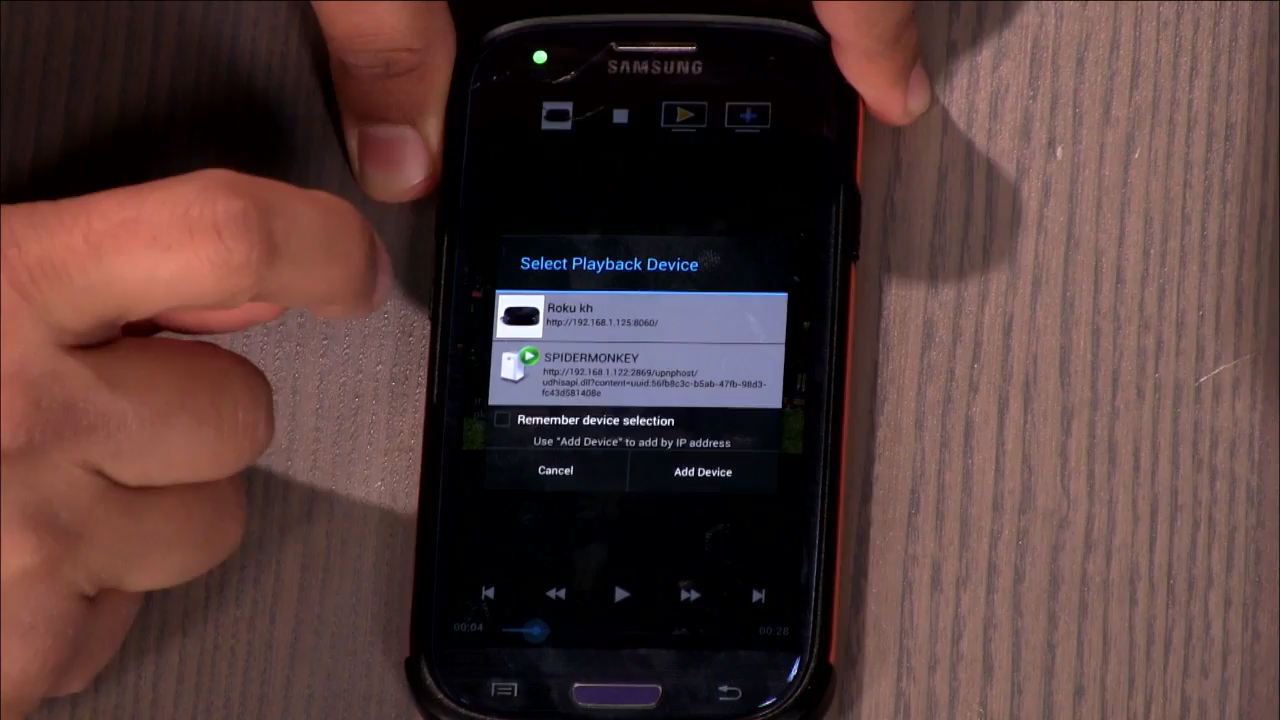 SAMSUNG
Select Playback Device
Roku kh
http://192.168.1.125:8060/
SPIDERMONKEY
http://192.168.1.122:2869/upnphost/
udhisapi.dll?content=uuid:56fb8c3c-b5ab-47fb-98d3-
fc43d581408e
Remember device selection
Use "Add Device" to add by IP address
Cancel
Add Device
00:04
00:28